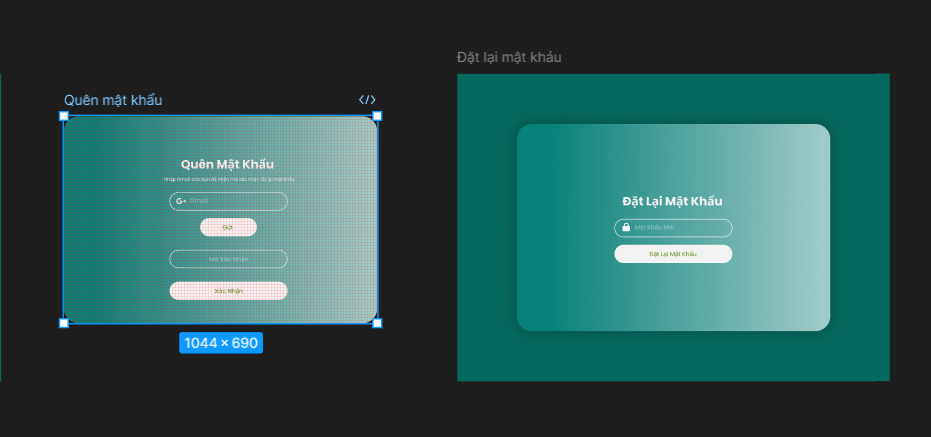 Quên mật khẩu
Quên Mật Khẩu
Nhập Gmail của bạn để nhận mã xác nhận lấy lại mật khẩu
Gmail
Gửi
Mã Xác Nhận
Xác Nhận
1044 × 690
Đặt lại mật khẩu
Đặt Lại Mật Khẩu
Mật Khẩu Mới
Đặt Lại Mật Khẩu